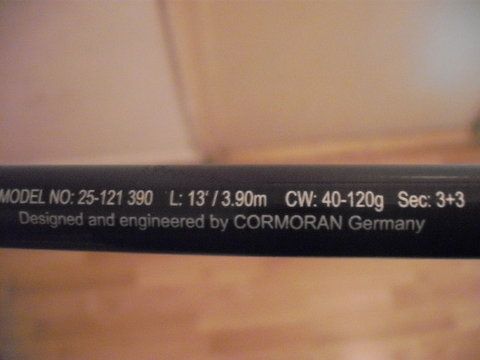 MODEL NO: 25-121 390 L: 13' / 3.90m CW: 40-120g Sec: 3+3
Designed and engineered by CORMORAN Germany